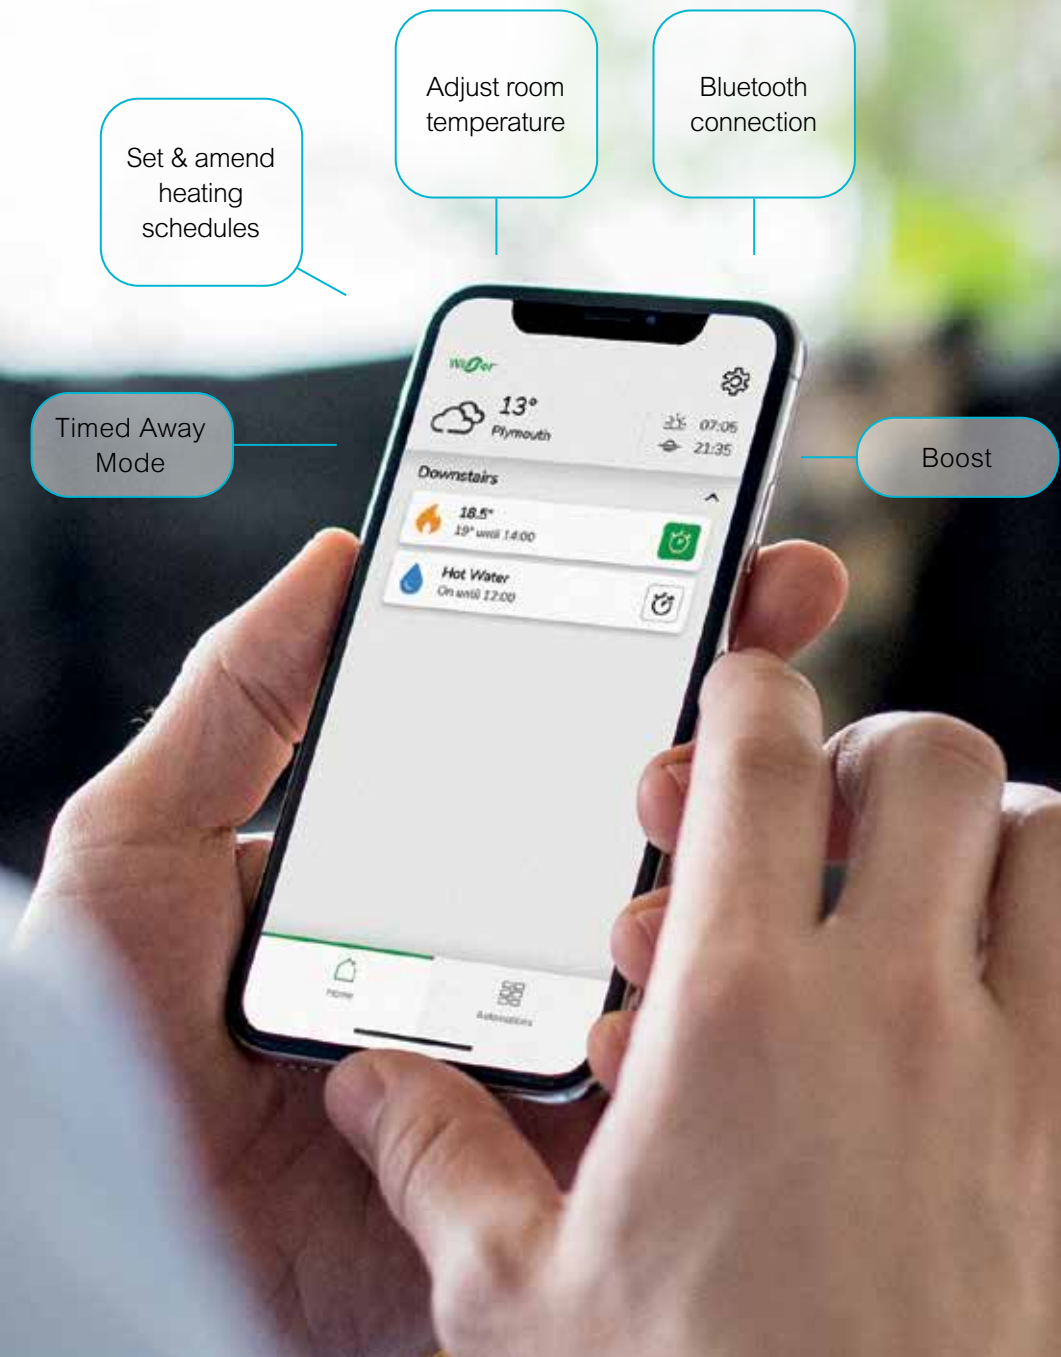 Adjust room
temperature
Bluetooth
connection
Set & amend
heating
schedules
Timed Away
Mode
Boost
Wiser
13°
Plymouth
07:05
21:35
Downstairs
18.5°
19° until 14:00
Hot Water
On until 12:00
Home
Automations